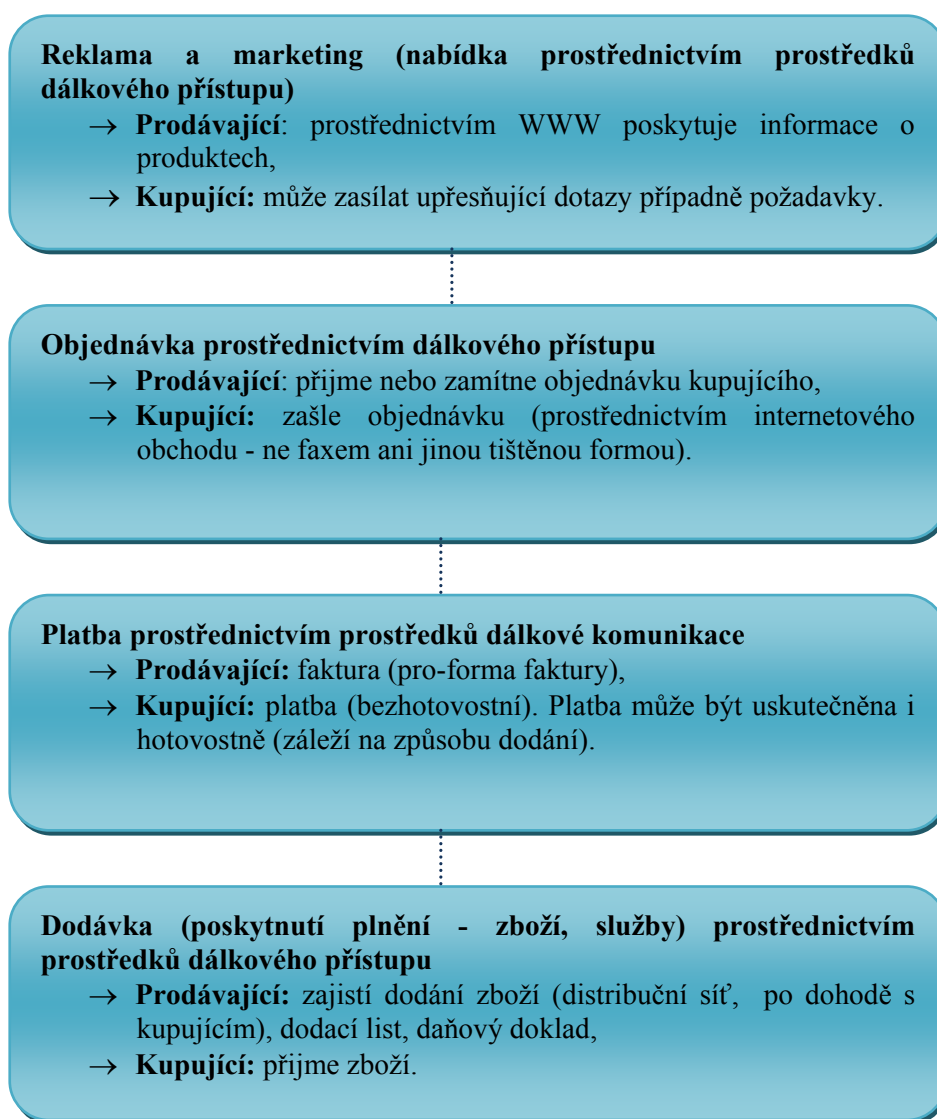 Reklama a marketing (nabídka prostřednictvím prostředků
dálkového přístupu)
→ Prodávající: prostřednictvím WWW poskytuje informace o
produktech,
→ Kupující: může zasílat upřesňující dotazy případně požadavky.
Objednávka prostřednictvím dálkového přístupu
→ Prodávající: přijme nebo zamítne objednávku kupujícího,
→ Kupující: zašle objednávku (prostřednictvím internetového
obchodu - ne faxem ani jinou tištěnou formou).
Platba prostřednictvím prostředků dálkové komunikace
→ Prodávající: faktura (pro-forma faktury),
→ Kupující: platba (bezhotovostní). Platba může být uskutečněna i
hotovostně (záleží na způsobu dodání).
Dodávka (poskytnutí plnění - zboží, služby) prostřednictvím
prostředků dálkového přístupu
→ Prodávající: zajistí dodání zboží (distribuční síť, po dohodě s
kupujícím), dodací list, daňový doklad,
→ Kupující: přijme zboží.